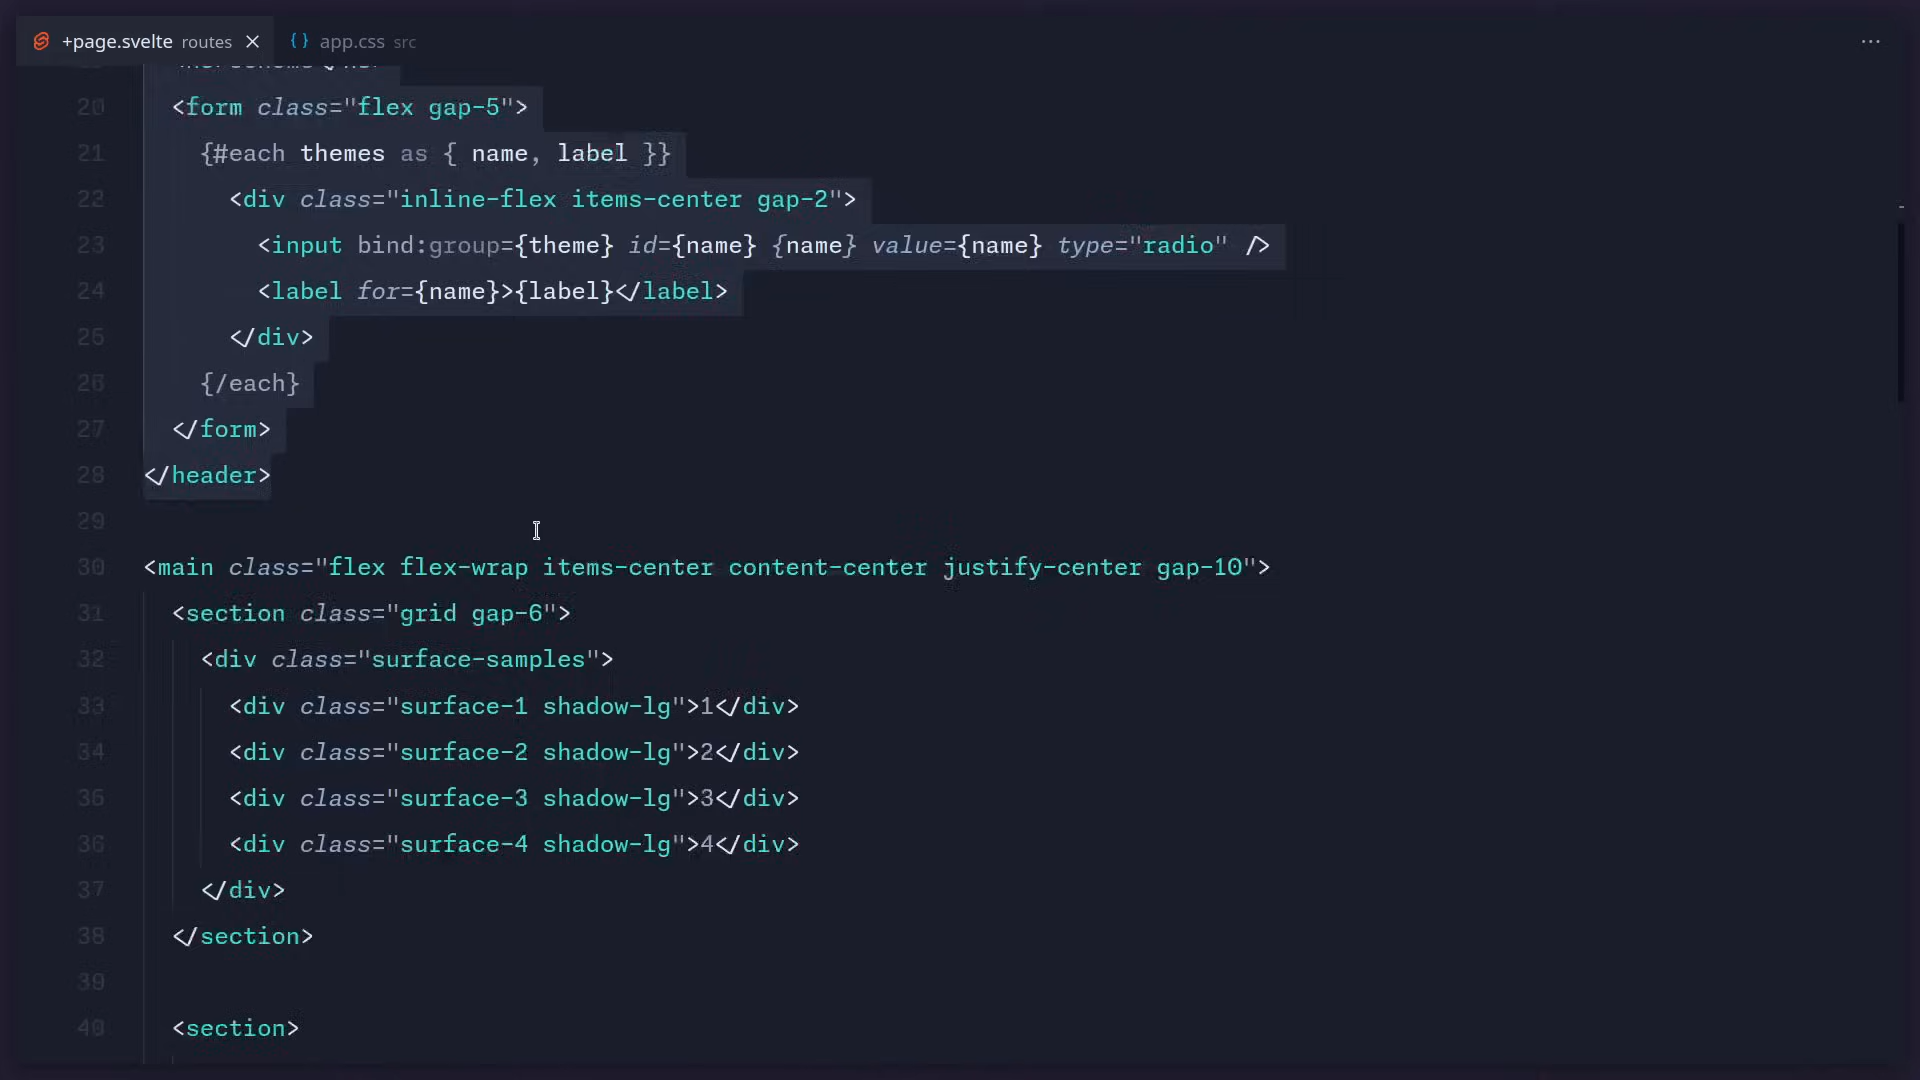 +page.svelte routes
app.css src
20 <form class="flex gap-5">
21 {#each themes as { name, label }}
22 <div class="inline-flex items-center gap-2">
23 <input bind:group={theme} id={name} {name} value={name} type="radio" />
24 <label for={name}>{label}</label>
25 </div>
26 {/each}
27 </form>
28 </header>
29
30 <main class="flex flex-wrap items-center content-center justify-center gap-10">
31 <section class="grid gap-6">
32 <div class="surface-samples">
33 <div class="surface-1 shadow-lg">1</div>
34 <div class="surface-2 shadow-lg">2</div>
35 <div class="surface-3 shadow-lg">3</div>
36 <div class="surface-4 shadow-lg">4</div>
37 </div>
38 </section>
39
40 <section>